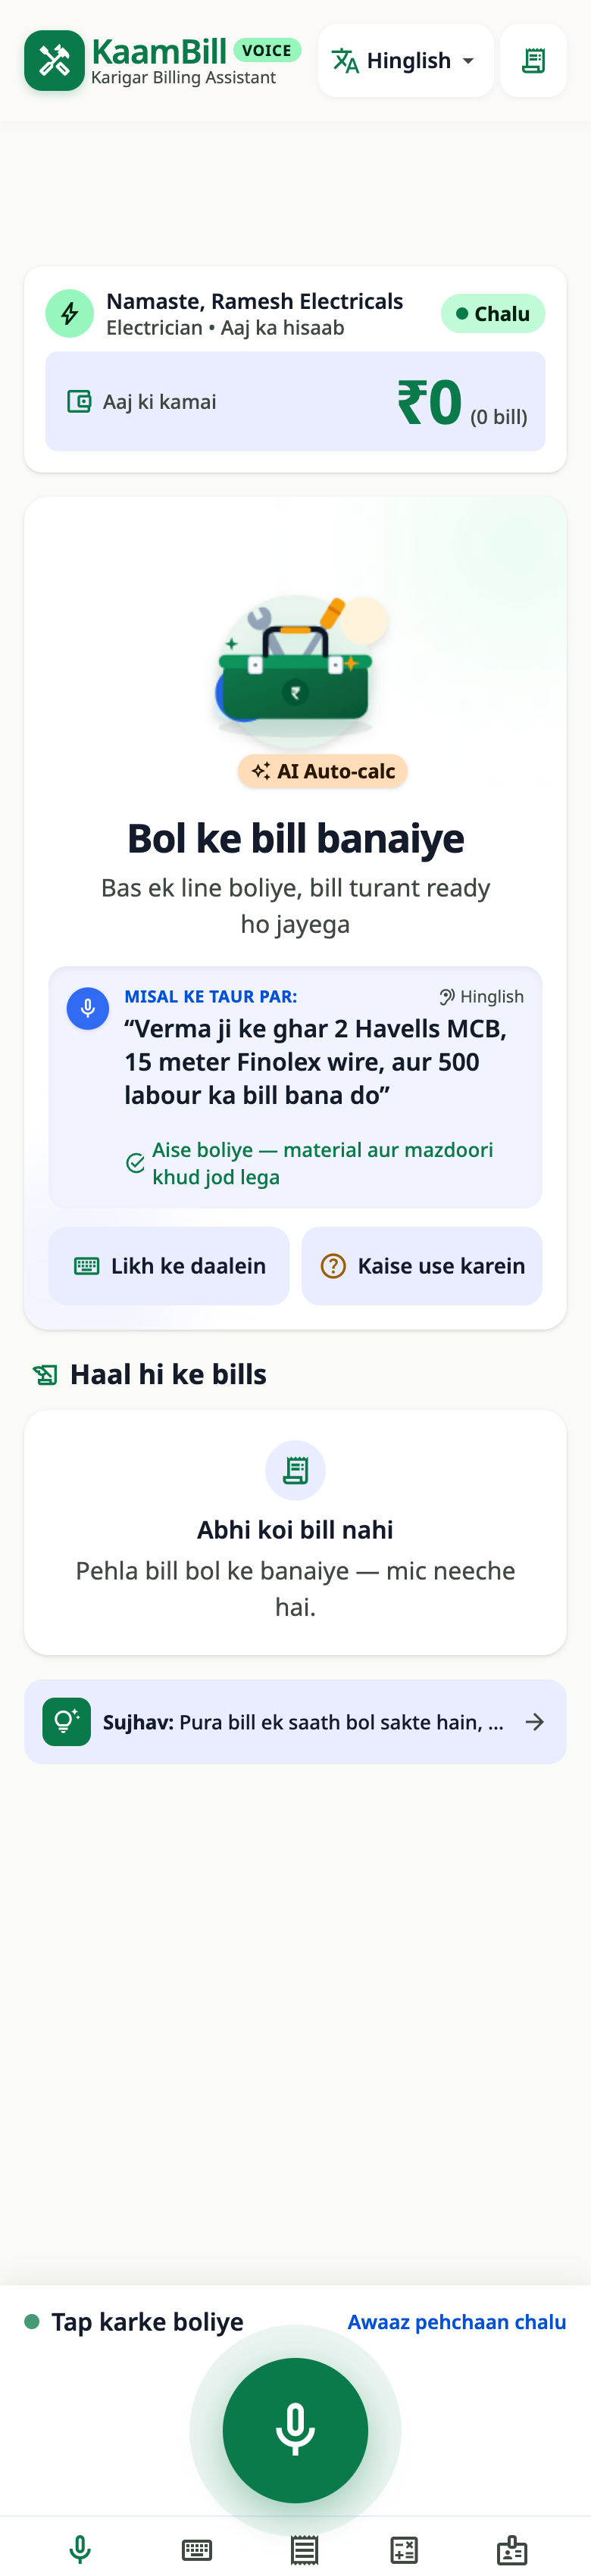 KaamBill VOICE
Karigar Billing Assistant
Hinglish
Namaste, Ramesh Electricals
Electrician • Aaj ka hisaab
Chalu
Aaj ki kamai
₹0 (0 bill)
₹
AI Auto-calc
Bol ke bill banaiye
Bas ek line boliye, bill turant ready
ho jayega
MISAL KE TAUR PAR:
Hinglish
“Verma ji ke ghar 2 Havells MCB,
15 meter Finolex wire, aur 500
labour ka bill bana do”
Aise boliye — material aur mazdoori
khud jod lega
Likh ke daalein
Kaise use karein
Haal hi ke bills
Abhi koi bill nahi
Pehla bill bol ke banaiye — mic neeche
hai.
Sujhav: Pura bill ek saath bol sakte hain, ...
Tap karke boliye
Awaaz pehchaan chalu